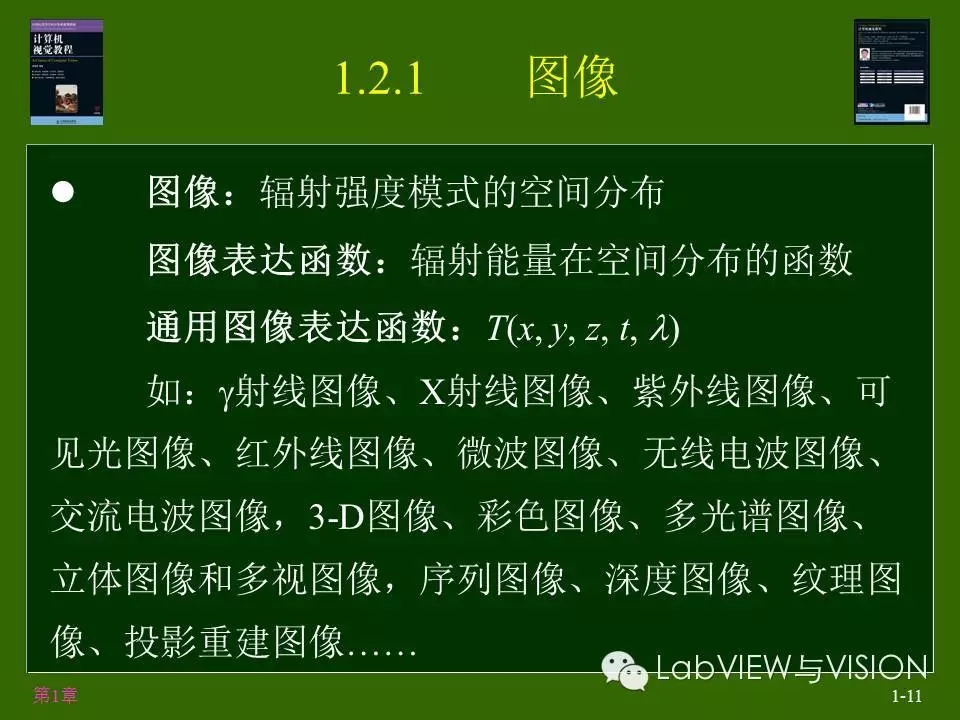 计算机
视觉教程
1.2.1 图像
计算机视觉教程
● 图像：辐射强度模式的空间分布
图像表达函数：辐射能量在空间分布的函数
通用图像表达函数：T(x, y, z, t, λ)
如：γ射线图像、X射线图像、紫外线图像、可
见光图像、红外线图像、微波图像、无线电波图像、
交流电波图像，3-D图像、彩色图像、多光谱图像、
立体图像和多视图像，序列图像、深度图像、纹理图
像、投影重建图像……
LabVIEW与VISION
第1章
1-11